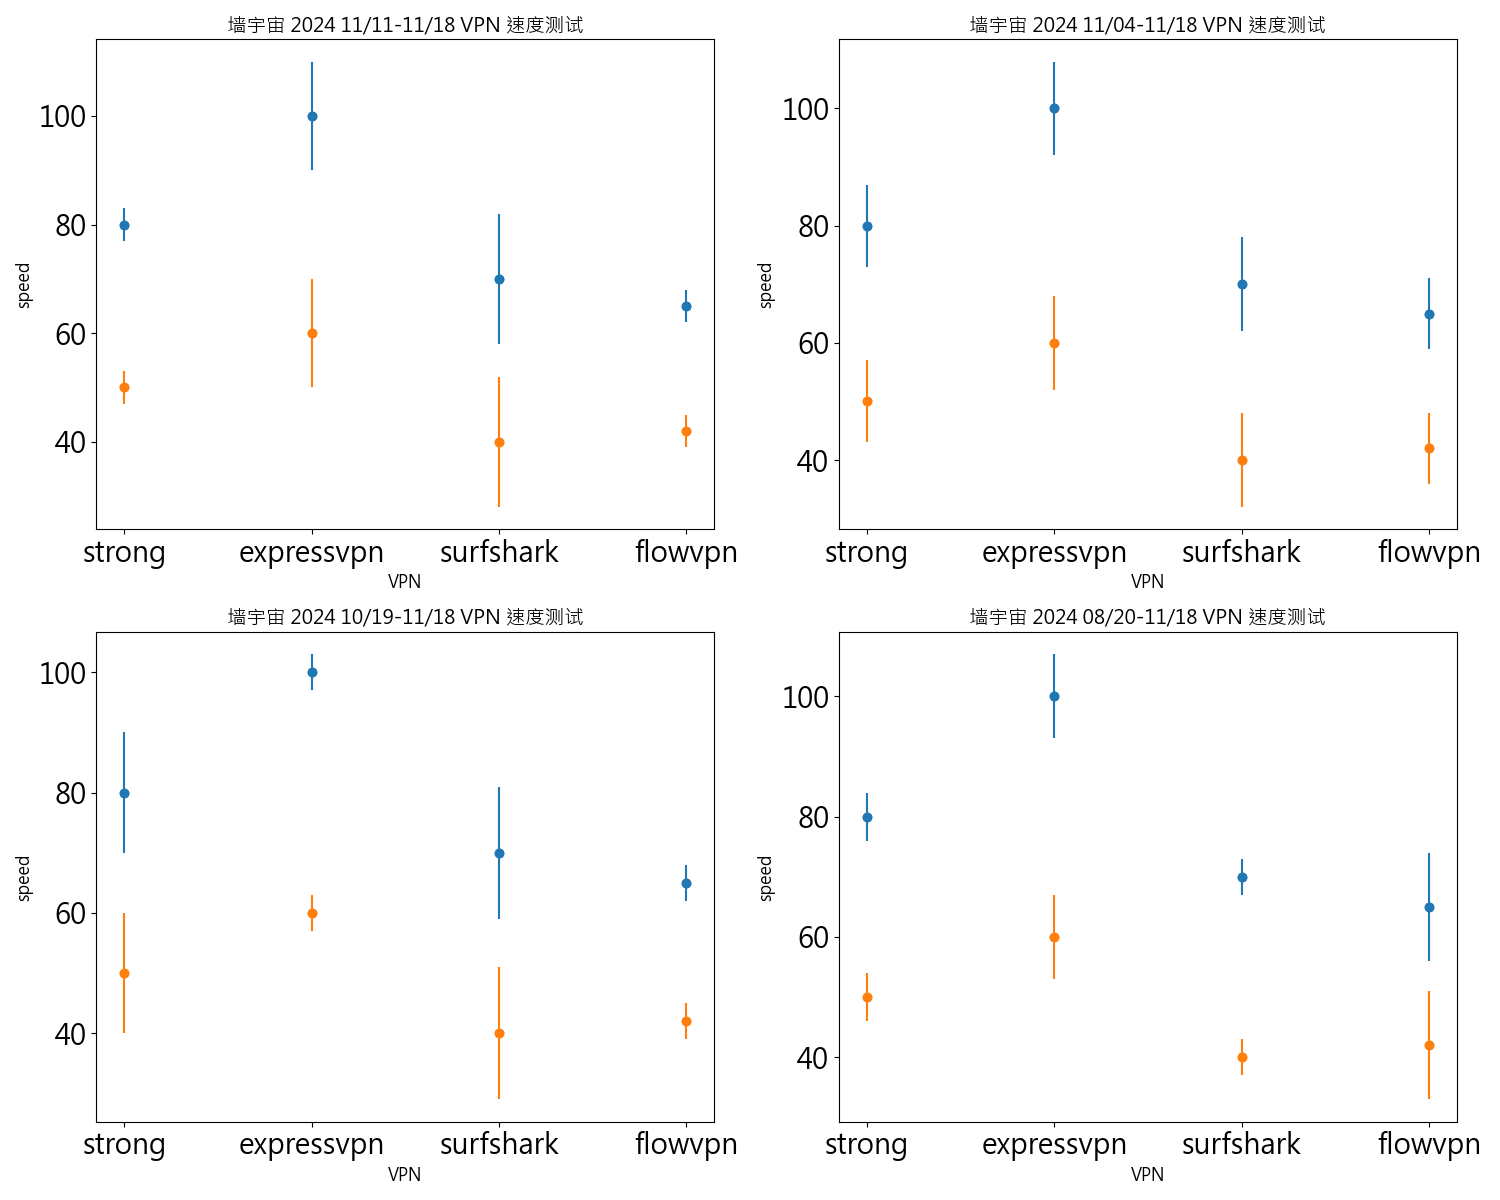 墙宇宙 2024 11/11-11/18 VPN 速度测试
100
80
60
40
speed
strong expressvpn surfshark flowvpn
VPN
墙宇宙 2024 11/04-11/18 VPN 速度测试
100
80
60
40
speed
strong expressvpn surfshark flowvpn
VPN
墙宇宙 2024 10/19-11/18 VPN 速度测试
100
80
60
40
speed
strong expressvpn surfshark flowvpn
VPN
墙宇宙 2024 08/20-11/18 VPN 速度测试
100
80
60
40
speed
strong expressvpn surfshark flowvpn
VPN